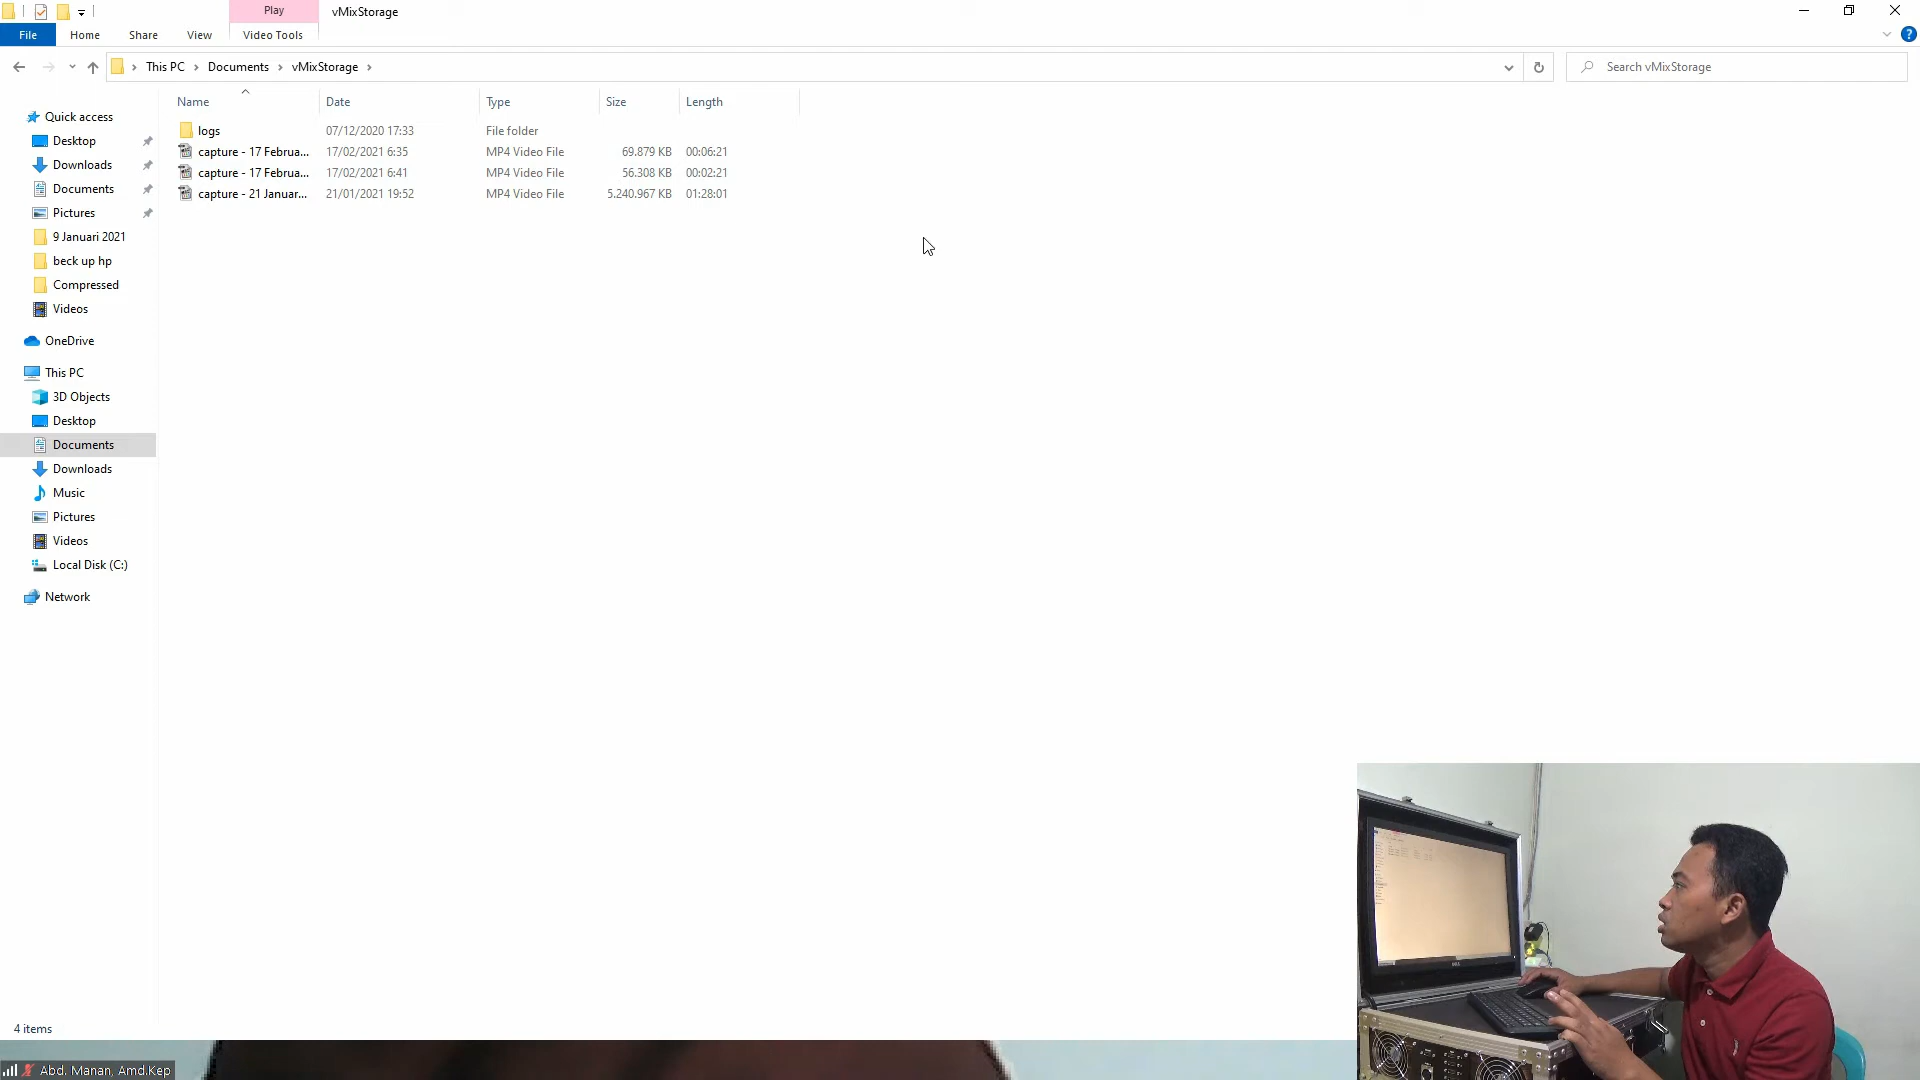 Play
vMixStorage
File
Home
Share
View
Video Tools
This PC
Documents
vMixStorage
Search vMixStorage
Name
Date
Type
Size
Length
logs
07/12/2020 17:33
File folder
capture - 17 Februa...
17/02/2021 6:35
MP4 Video File
69.879 KB
00:06:21
capture - 17 Februa...
17/02/2021 6:41
MP4 Video File
56.308 KB
00:02:21
capture - 21 Januar...
21/01/2021 19:52
MP4 Video File
5.240.967 KB
01:28:01
Quick access
Desktop
Downloads
Documents
Pictures
9 Januari 2021
beck up hp
Compressed
Videos
OneDrive
This PC
3D Objects
Desktop
Documents
Downloads
Music
Pictures
Videos
Local Disk (C:)
Network
4 items
Abd. Manan, Amd.Kep
DELL